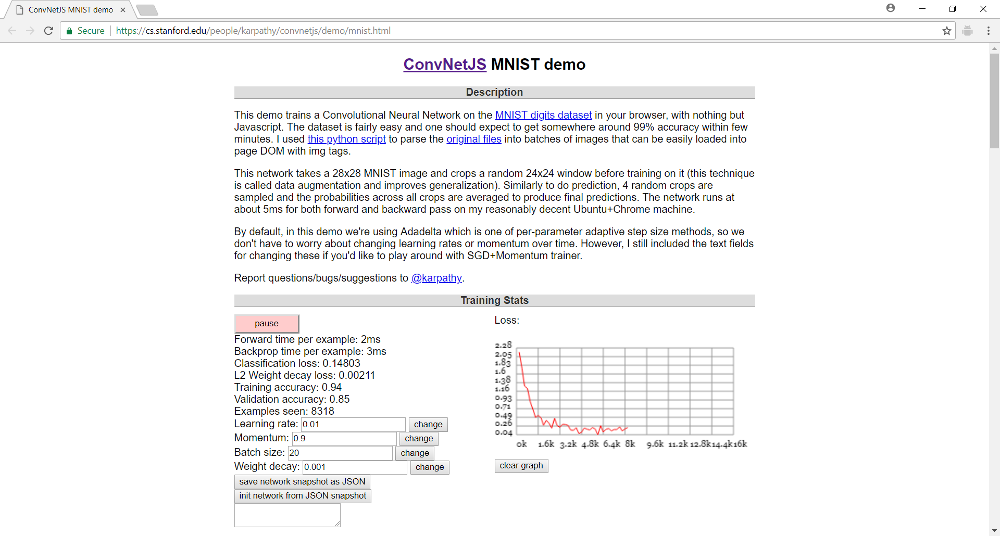 ConvNetJS MNIST demo
Secure https://cs.stanford.edu/people/karpathy/convnetjs/demo/mnist.html
ConvNetJS MNIST demo
Description
This demo trains a Convolutional Neural Network on the MNIST digits dataset in your browser, with nothing but
Javascript. The dataset is fairly easy and one should expect to get somewhere around 99% accuracy within few
minutes. I used this python script to parse the original files into batches of images that can be easily loaded into
page DOM with img tags.
This network takes a 28x28 MNIST image and crops a random 24x24 window before training on it (this technique
is called data augmentation and improves generalization). Similarly to do prediction, 4 random crops are
sampled and the probabilities across all crops are averaged to produce final predictions. The network runs at
about 5ms for both forward and backward pass on my reasonably decent Ubuntu+Chrome machine.
By default, in this demo we're using Adadelta which is one of per-parameter adaptive step size methods, so we
don't have to worry about changing learning rates or momentum over time. However, I still included the text fields
for changing these if you'd like to play around with SGD+Momentum trainer.
Report questions/bugs/suggestions to @karpathy.
Training Stats
pause
Forward time per example: 2ms
Backprop time per example: 3ms
Classification loss: 0.14803
L2 Weight decay loss: 0.00211
Training accuracy: 0.94
Validation accuracy: 0.85
Examples seen: 8318
Learning rate: 0.01 change
Momentum: 0.9 change
Batch size: 20 change
Weight decay: 0.001 change
save network snapshot as JSON
init network from JSON snapshot
Loss:
2.28
2.05
1.83
1.6
1.38
1.16
0.93
0.71
0.49
0.26
0.04
0k 1.6k 3.2k 4.8k 6.4k 8k 9.6k 11.2k 12.8k 14.4k 16k
clear graph